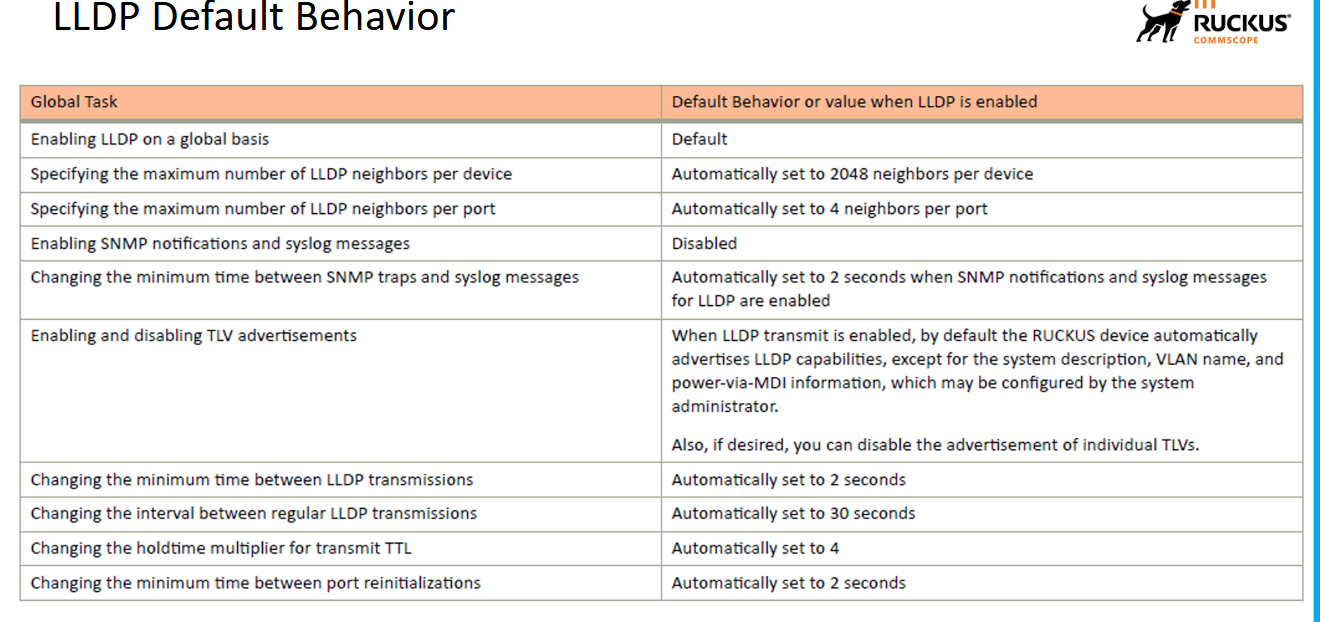 LLDP Default Behavior
RUCKUS®
COMMSCOPE
Global Task
Default Behavior or value when LLDP is enabled
Enabling LLDP on a global basis
Default
Specifying the maximum number of LLDP neighbors per device
Automatically set to 2048 neighbors per device
Specifying the maximum number of LLDP neighbors per port
Automatically set to 4 neighbors per port
Enabling SNMP notifications and syslog messages
Disabled
Changing the minimum time between SNMP traps and syslog messages
Automatically set to 2 seconds when SNMP notifications and syslog messages
for LLDP are enabled
Enabling and disabling TLV advertisements
When LLDP transmit is enabled, by default the RUCKUS device automatically
advertises LLDP capabilities, except for the system description, VLAN name, and
power-via-MDI information, which may be configured by the system
administrator.
Also, if desired, you can disable the advertisement of individual TLVs.
Changing the minimum time between LLDP transmissions
Automatically set to 2 seconds
Changing the interval between regular LLDP transmissions
Automatically set to 30 seconds
Changing the holdtime multiplier for transmit TTL
Automatically set to 4
Changing the minimum time between port reinitializations
Automatically set to 2 seconds